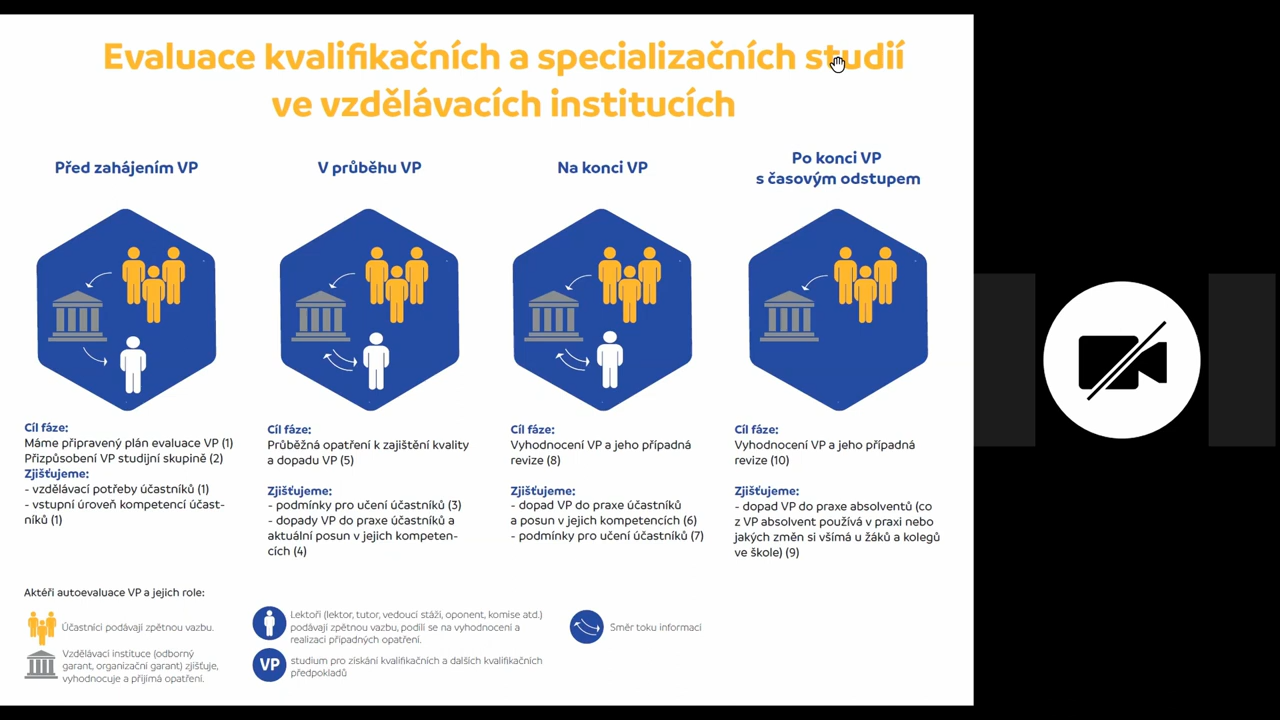 Evaluace kvalifikačních a specializačních studií
ve vzdělávacích institucích
Před zahájením VP
Cíl fáze:
Máme připravený plán evaluace VP (1)
Přizpůsobení VP studijní skupině (2)
Zjišťujeme:
- vzdělávací potřeby účastníků (1)
- vstupní úroveň kompetencí účast-
níků (1)
V průběhu VP
Cíl fáze:
Průběžná opatření k zajištění kvality
a dopadu VP (5)
Zjišťujeme:
- podmínky pro učení účastníků (3)
- dopady VP do praxe účastníků a
aktuální posun v jejich kompeten-
cích (4)
Na konci VP
Cíl fáze:
Vyhodnocení VP a jeho případná
revize (8)
Zjišťujeme:
- dopad VP do praxe účastníků
a posun v jejich kompetencích (6)
- podmínky pro učení účastníků (7)
Po konci VP
s časovým odstupem
Cíl fáze:
Vyhodnocení VP a jeho případná
revize (10)
Zjišťujeme:
- dopad VP do praxe absolventů (co
z VP absolvent používá v praxi nebo
jakých změn si všímá u žáků a kolegů
ve škole) (9)
Aktéři autoevaluace VP a jejich role:
Účastníci podávají zpětnou vazbu.
Vzdělávací instituce (odborný
garant, organizační garant) zjišťuje,
vyhodnocuje a přijímá opatření.
Lektoři (lektor, tutor, vedoucí stáží, oponent, komise atd.)
podávají zpětnou vazbu, podílí se na vyhodnocení a
realizaci případných opatření.
VP
studium pro získání kvalifikačních a dalších kvalifikačních
předpokladů
Směr toku informací